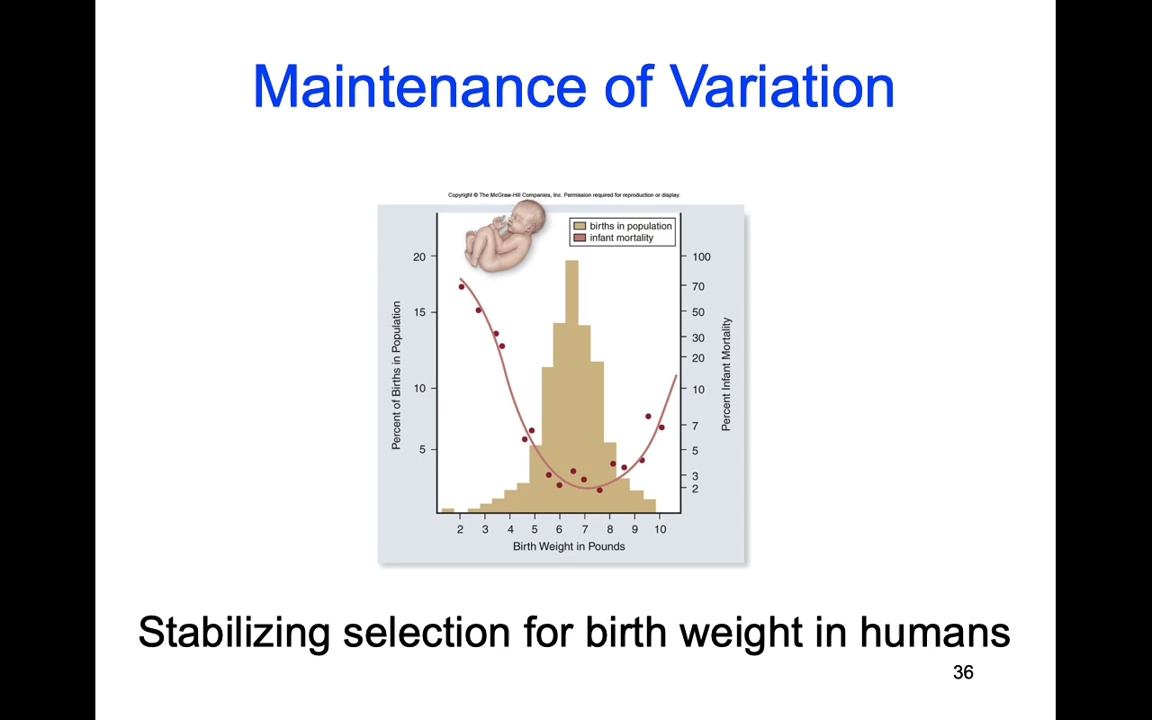 Maintenance of Variation
Copyright © The McGraw-Hill Companies, Inc. Permission required for reproduction or display.
births in population
infant mortality
Percent of Births in Population
20
15
10
5
100
70
50
30
20
10
7
5
3
2
Percent Infant Mortality
2 3 4 5 6 7 8 9 10
Birth Weight in Pounds
Stabilizing selection for birth weight in humans
36